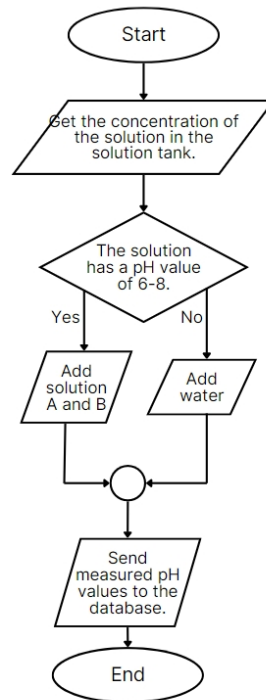 Start
Get the concentration of
the solution in the
solution tank.
The solution
has a pH value
of 6-8.
Yes
No
Add
solution
A and B
Add
water
Send
measured pH
values to the
database.
End